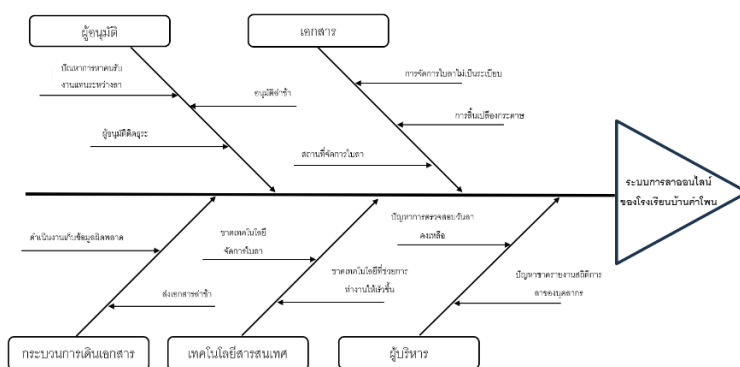 ผู้อนุมัติ
เอกสาร
ปัญหาการหาคนรับ
งานแทนระหว่างลา
อนุมัติล่าช้า
ผู้อนุมัติติดธุระ
การจัดการใบลาไม่เป็นระเบียบ
การสิ้นเปลืองกระดาษ
สถานที่จัดการใบลา
ระบบการลาออนไลน์
ของโรงเรียนบ้านคำโพน
ดำเนินงานเก็บข้อมูลผิดพลาด
ส่งเอกสารล่าช้า
ขาดเทคโนโลยี
จัดการใบลา
ขาดเทคโนโลยีที่ช่วยการ
ทำงานให้เร็วขึ้น
ปัญหาการตรวจสอบวันลา
คงเหลือ
ปัญหาขาดรายงานสถิติการ
ลาของบุคลากร
กระบวนการเดินเอกสาร
เทคโนโลยีสารสนเทศ
ผู้บริหาร